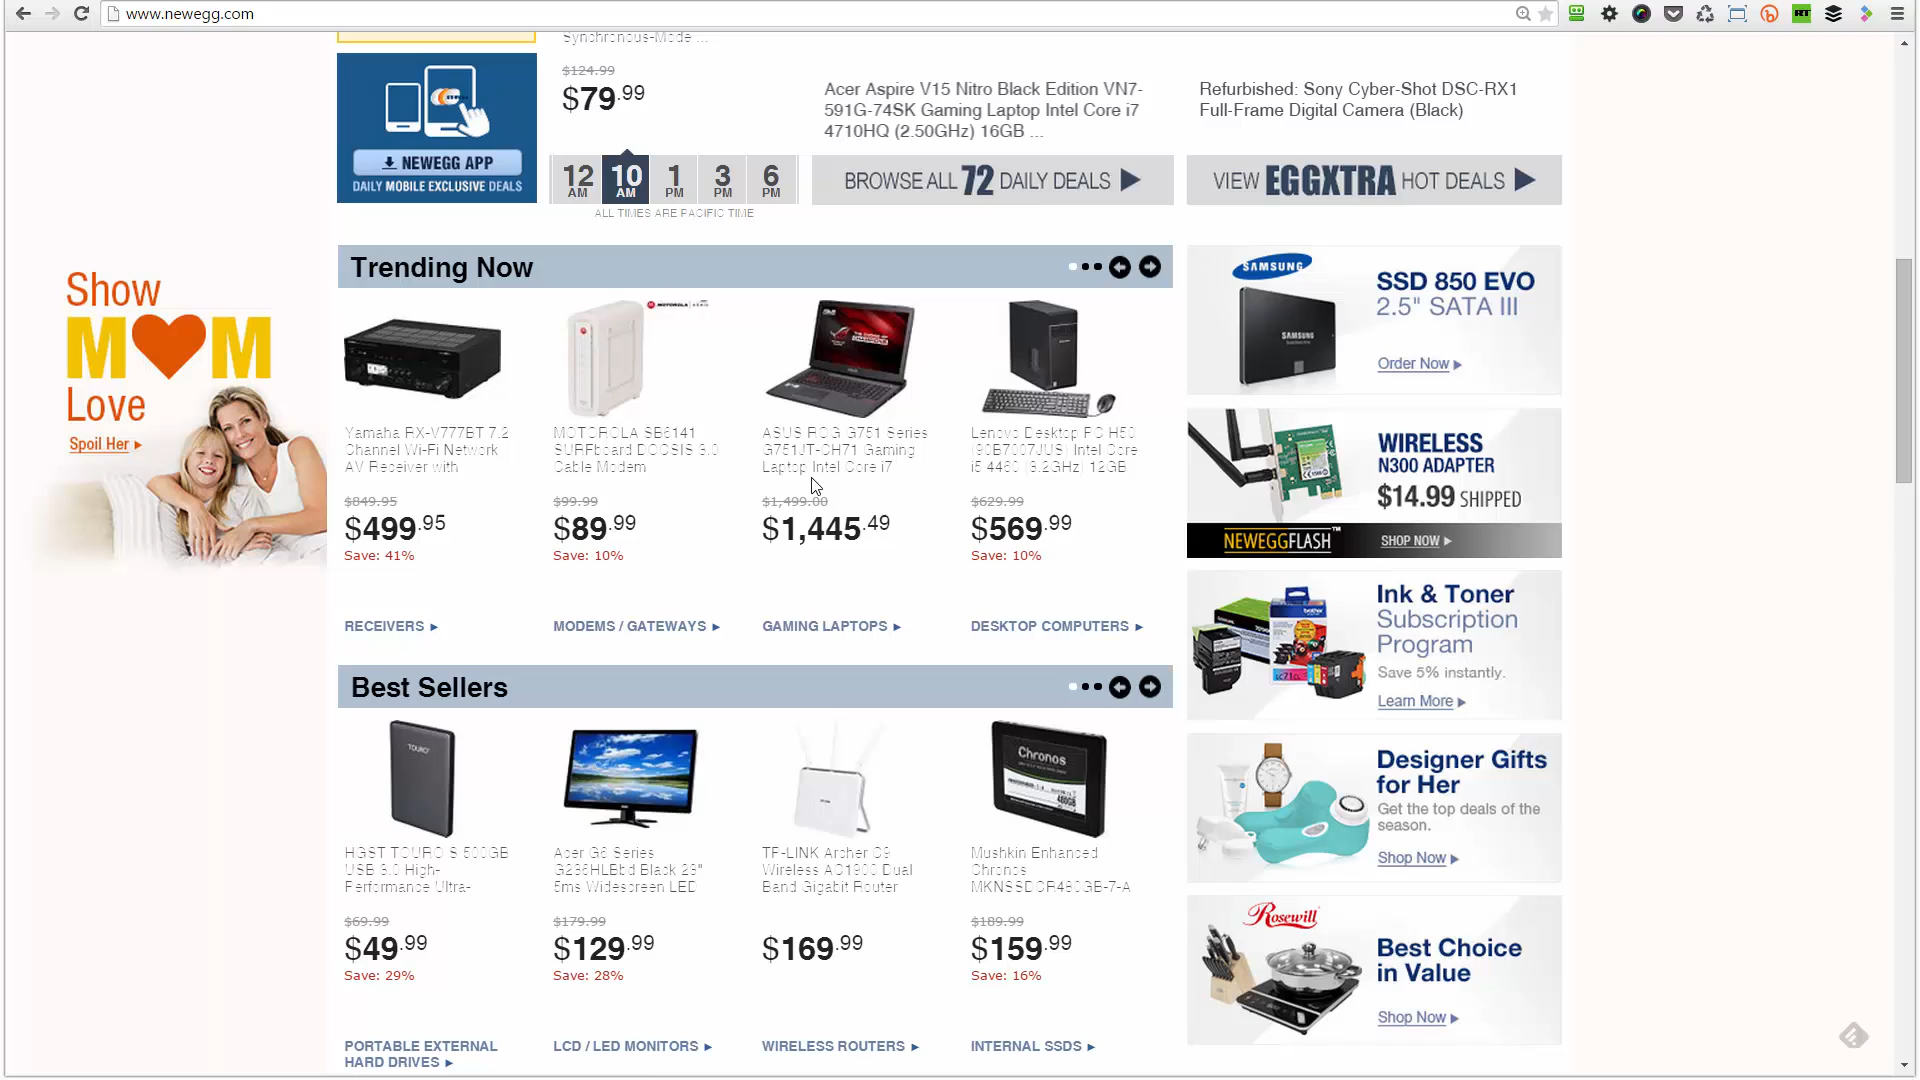 www.newegg.com
Synchronous-Mode ...
$124.99
$79.99
NEWEGG APP
DAILY MOBILE EXCLUSIVE DEALS
12 AM
10 AM
1 PM
3 PM
6 PM
ALL TIMES ARE PACIFIC TIME
Acer Aspire V15 Nitro Black Edition VN7-
591G-74SK Gaming Laptop Intel Core i7
4710HQ (2.50GHz) 16GB ...
BROWSE ALL 72 DAILY DEALS
Refurbished: Sony Cyber-Shot DSC-RX1
Full-Frame Digital Camera (Black)
VIEW EGGXTRA HOT DEALS
Show
MOM
Love
Spoil Her
Trending Now
MOTOROLA
Yamaha RX-V777BT 7.2
Channel Wi-Fi Network
AV Receiver with
$849.95
$499.95
Save: 41%
RECEIVERS
MOTOROLA SB6141
SURFboard DOCSIS 3.0
Cable Modem
$99.99
$89.99
Save: 10%
MODEMS / GATEWAYS
ASUS ROG G751 Series
G751JT-CH71 Gaming
Laptop Intel Core i7
$1,499.00
$1,445.49
GAMING LAPTOPS
Lenovo Desktop PC H50
(90B7007JUS) Intel Core
i5 4460 (3.2GHz) 12GB
$629.99
$569.99
Save: 10%
DESKTOP COMPUTERS
Best Sellers
TOURO
Chronos
480GB
HGST TOURO S 500GB
USB 3.0 High-
Performance Ultra-
$69.99
$49.99
Save: 29%
PORTABLE EXTERNAL
HARD DRIVES
Acer G6 Series
G236HLBbd Black 23"
5ms Widescreen LED
$179.99
$129.99
Save: 28%
LCD / LED MONITORS
TP-LINK Archer C9
Wireless AC1900 Dual
Band Gigabit Router
$169.99
WIRELESS ROUTERS
Mushkin Enhanced
Chronos
MKNSSDCR480GB-7-A
$189.99
$159.99
Save: 16%
INTERNAL SSDS
SAMSUNG
SAMSUNG
SSD 850 EVO
2.5" SATA III
Order Now
WIRELESS
N300 ADAPTER
$14.99 SHIPPED
NEWEGGFLASH™
SHOP NOW
brother
LC71CL
Ink & Toner
Subscription
Program
Save 5% instantly.
Learn More
Designer Gifts
for Her
Get the top deals of the
season.
Shop Now
Rosewill
Best Choice
in Value
Shop Now